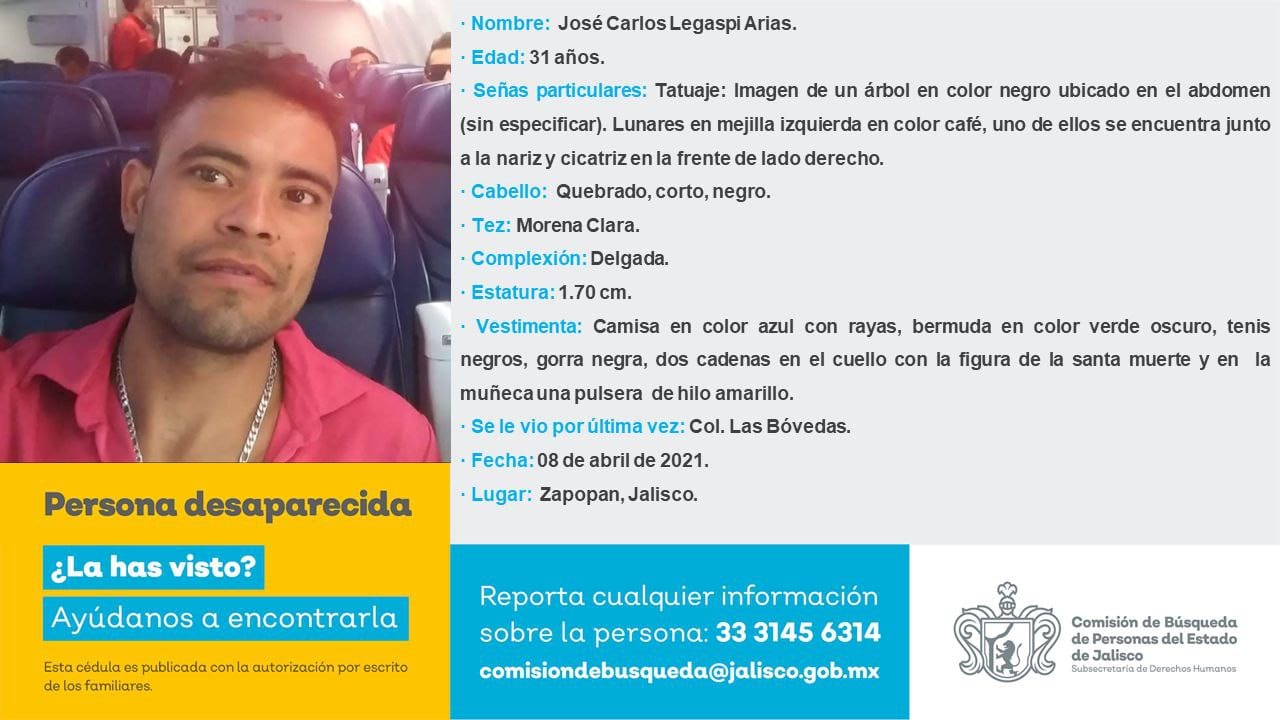 · Nombre: José Carlos Legaspi Arias.
· Edad: 31 años.
· Señas particulares: Tatuaje: Imagen de un árbol en color negro ubicado en el abdomen
(sin especificar). Lunares en mejilla izquierda en color café, uno de ellos se encuentra junto
a la nariz y cicatriz en la frente de lado derecho.
· Cabello: Quebrado, corto, negro.
· Tez: Morena Clara.
· Complexión: Delgada.
· Estatura: 1.70 cm.
· Vestimenta: Camisa en color azul con rayas, bermuda en color verde oscuro, tenis
negros, gorra negra, dos cadenas en el cuello con la figura de la santa muerte y en la
muñeca una pulsera de hilo amarillo.
· Se le vio por última vez: Col. Las Bóvedas.
· Fecha: 08 de abril de 2021.
· Lugar: Zapopan, Jalisco.
Persona desaparecida
¿La has visto?
Ayúdanos a encontrarla
Esta cédula es publicada con la autorización por escrito
de los familiares.
Reporta cualquier información
sobre la persona: 33 3145 6314
comisiondebusqueda@jalisco.gob.mx
Comisión de Búsqueda
de Personas del Estado
de Jalisco
Subsecretaría de Derechos Humanos